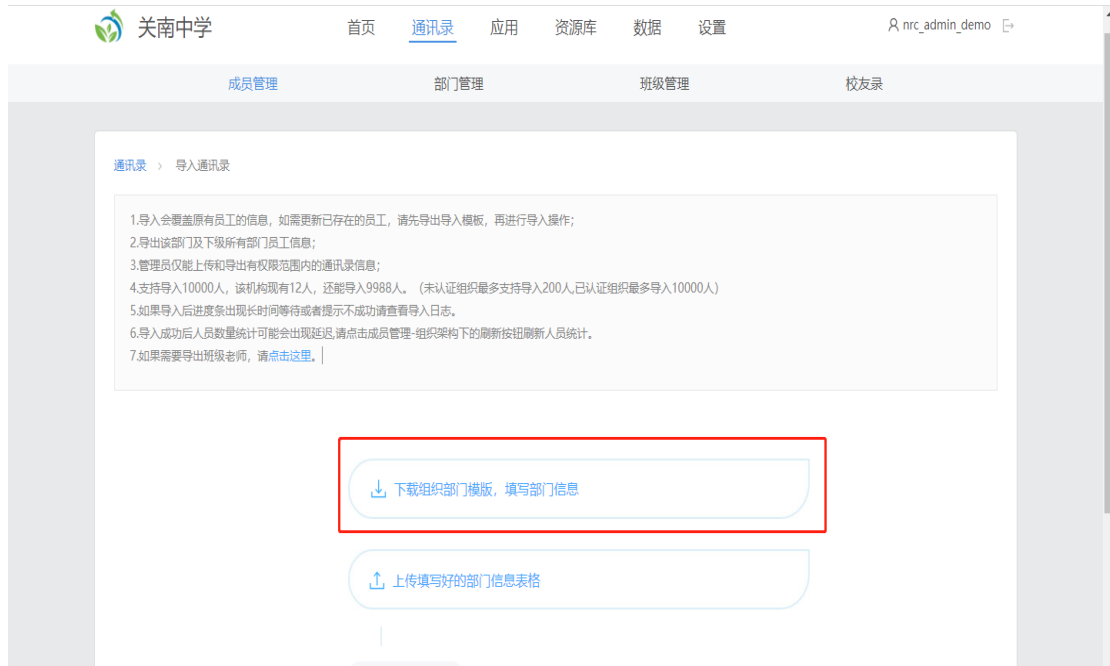 关南中学 首页 通讯录 应用 资源库 数据 设置 nrc_admin_demo
成员管理 部门管理 班级管理 校友录
通讯录 > 导入通讯录
1.导入会覆盖原有员工的信息，如需更新已存在的员工，请先导出导入模板，再进行导入操作；
2.导出该部门及下级所有部门员工信息；
3.管理员仅能上传和导出有权限范围内的通讯录信息；
4.支持导入10000人，该机构现有12人，还能导入9988人。（未认证组织最多支持导入200人,已认证组织最多导入10000人）
5.如果导入后进度条出现长时间等待或者提示不成功请查看导入日志。
6.导入成功后人员数量统计可能会出现延迟,请点击成员管理-组织架构下的刷新按钮刷新人员统计。
7.如果需要导出班级老师，请点击这里。
下载组织部门模版，填写部门信息
上传填写好的部门信息表格